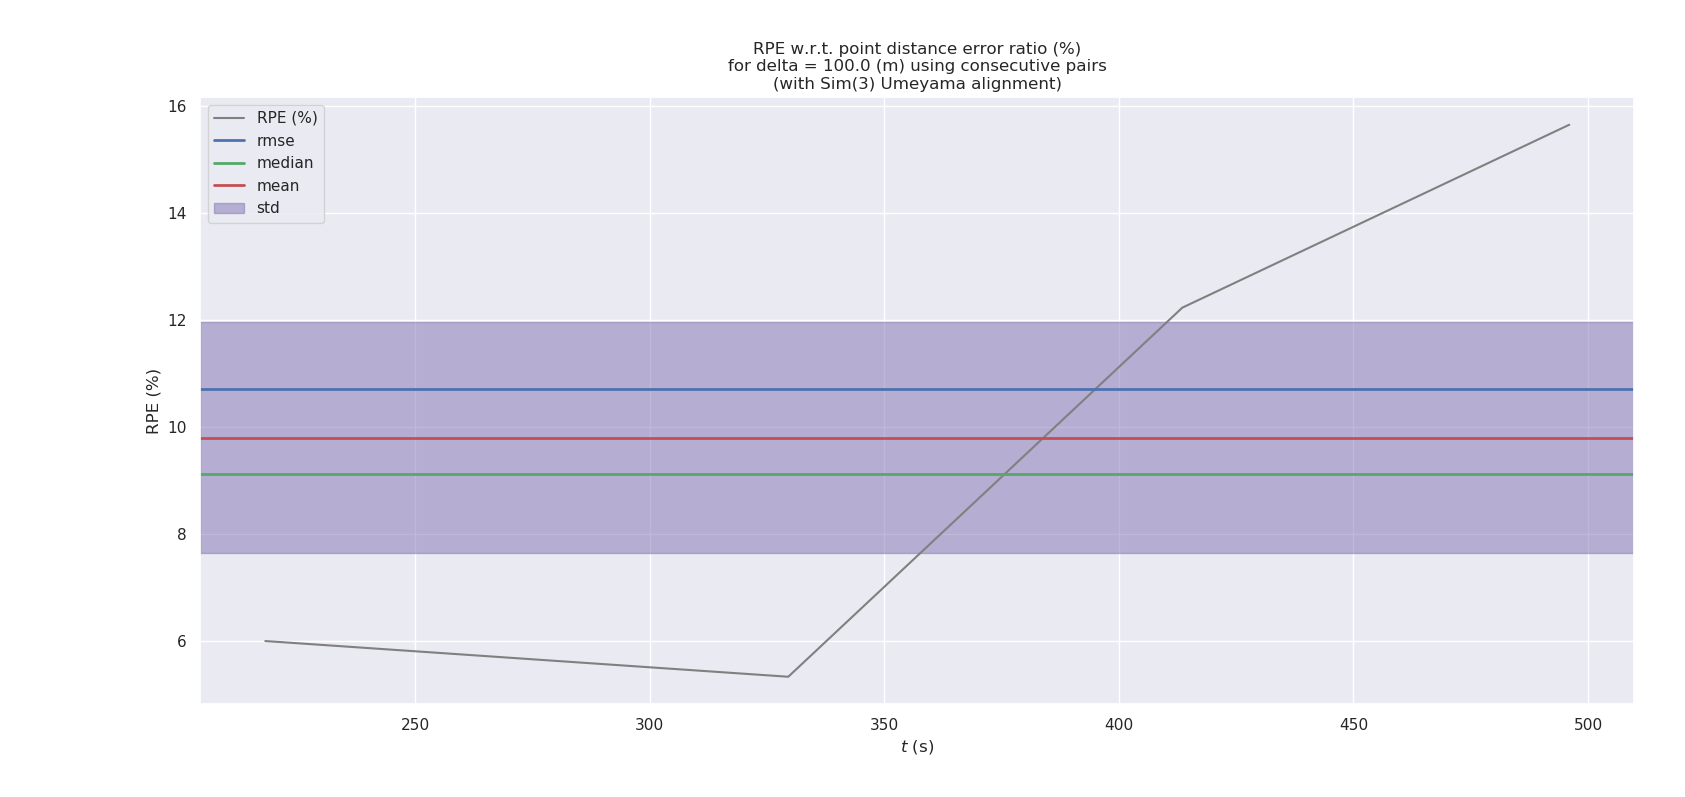 RPE w.r.t. point distance error ratio (%)
for delta = 100.0 (m) using consecutive pairs
(with Sim(3) Umeyama alignment)
RPE (%)
rmse
median
mean
std
16
14
12
10
8
6
RPE (%)
250 300 350 400 450 500
t (s)